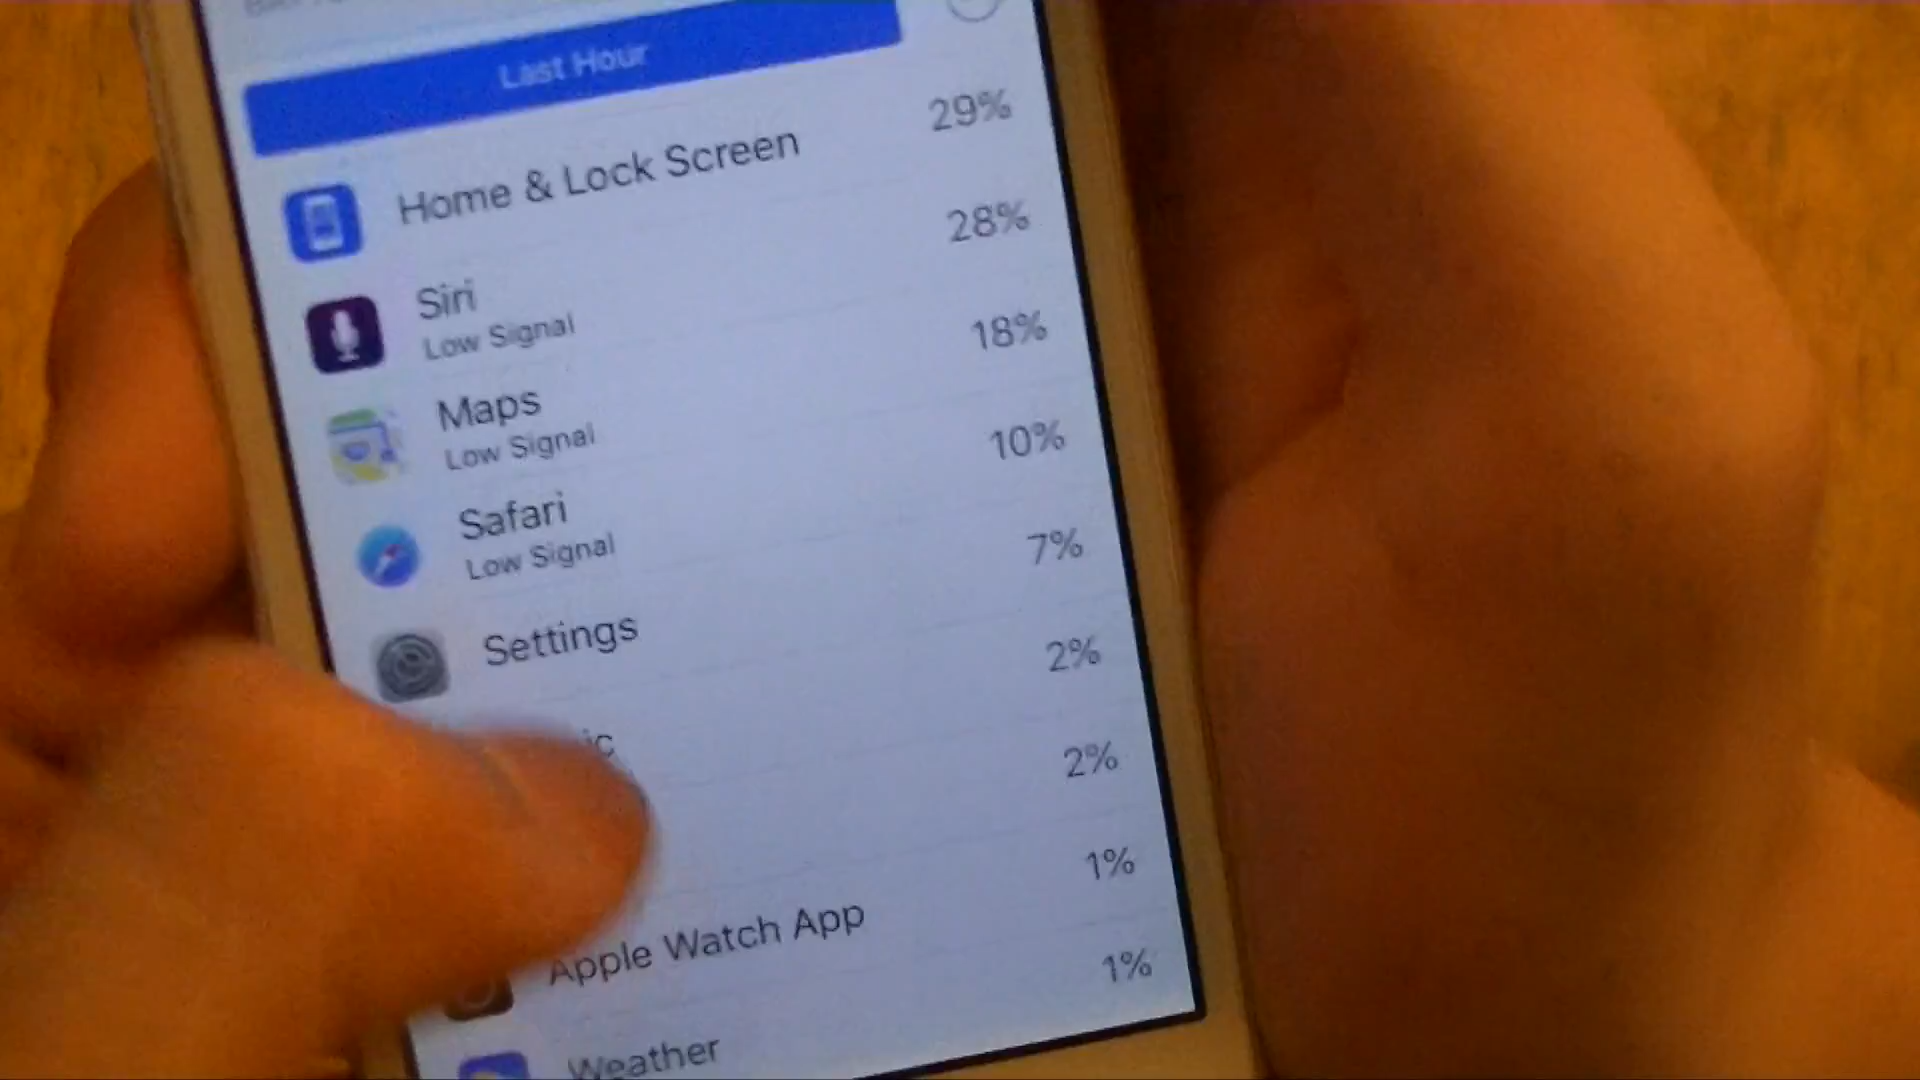 Last Hour
Home & Lock Screen 29%
Siri 28%
Low Signal
Maps 18%
Low Signal
Safari 10%
Low Signal
Settings 7%
2%
2%
Apple Watch App 1%
Weather 1%